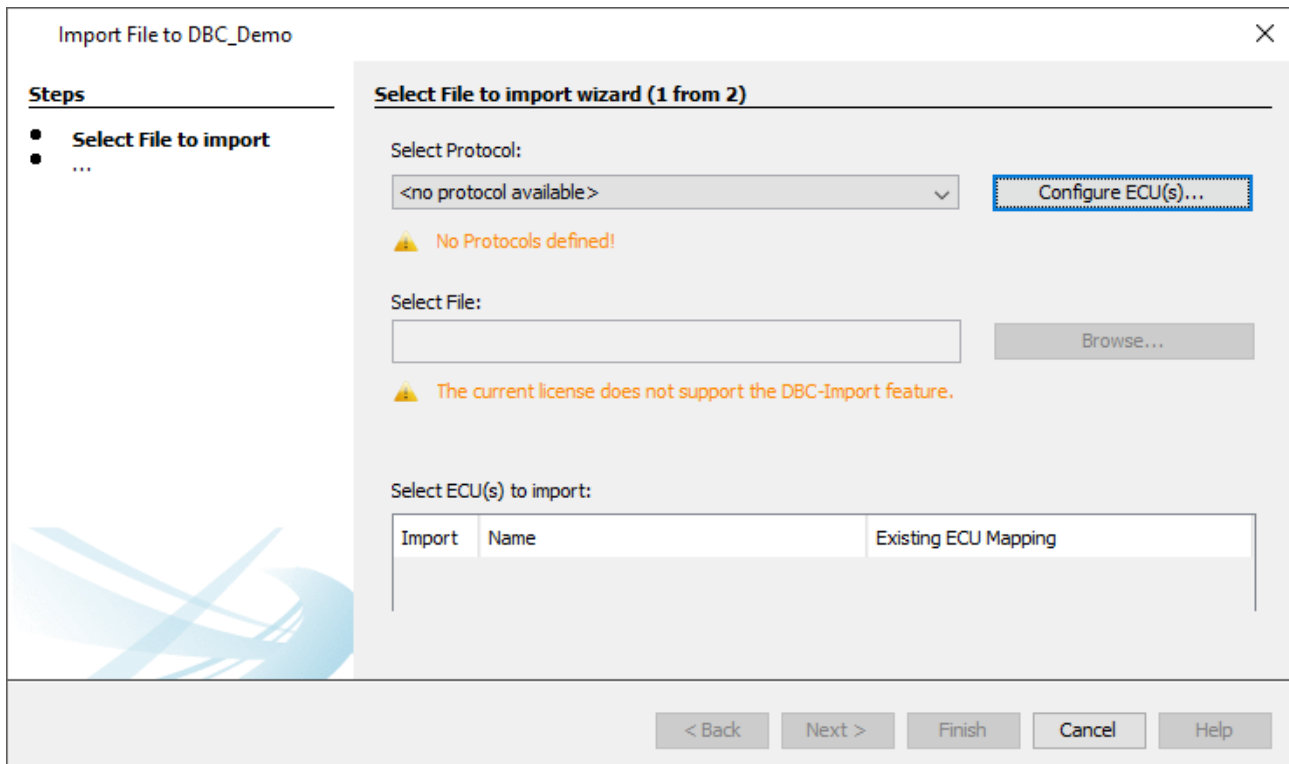 Import File to DBC_Demo
Steps
Select File to import
...
Select File to import wizard (1 from 2)
Select Protocol:
<no protocol available>
Configure ECU(s)...
No Protocols defined!
Select File:
Browse...
The current license does not support the DBC-Import feature.
Select ECU(s) to import:
Import Name Existing ECU Mapping
< Back Next > Finish Cancel Help